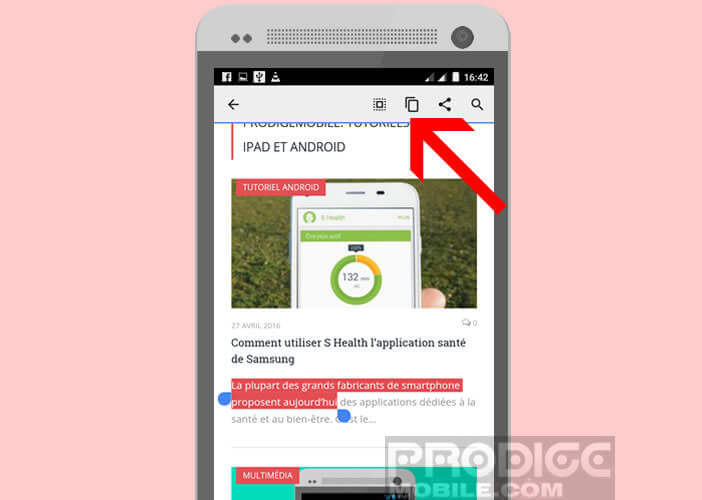 16:42
PRODIGEMOBILE: TUTORIELS
IPAD ET ANDROID
TUTORIEL ANDROID
S Health
132
27 AVRIL 2016
0
Comment utiliser S Health l'application santé
de Samsung
La plupart des grands fabricants de smartphone
proposent aujourd'hui des applications dédiées à la
santé et au bien-être. C'est le...
MULTIMÉDIA
PRODIGE
MOBILE.COM